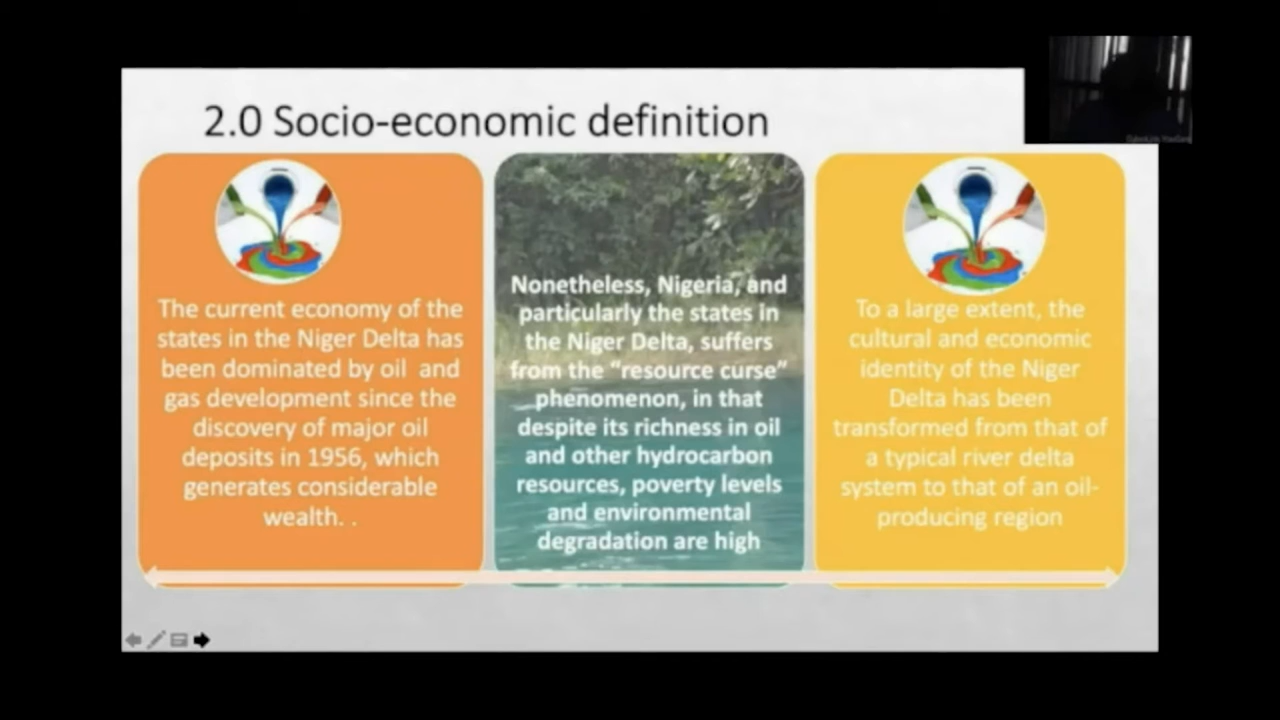 2.0 Socio-economic definition
The current economy of the
states in the Niger Delta has
been dominated by oil and
gas development since the
discovery of major oil
deposits in 1956, which
generates considerable
wealth. .
Nonetheless, Nigeria, and
particularly the states in
the Niger Delta, suffers
from the "resource curse"
phenomenon, in that
despite its richness in oil
and other hydrocarbon
resources, poverty levels
and environmental
degradation are high
To a large extent, the
cultural and economic
identity of the Niger
Delta has been
transformed from that of
a typical river delta
system to that of an oil-
producing region